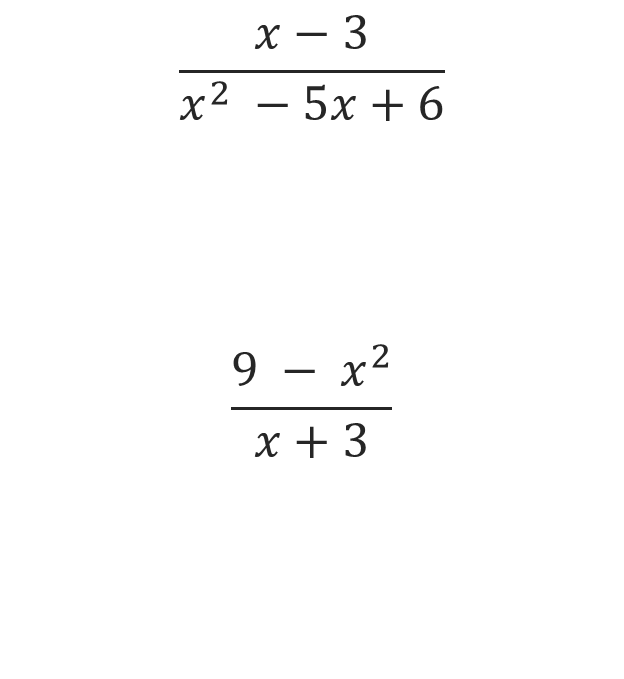 x − 3
x² − 5x + 6
9 − x²
x + 3